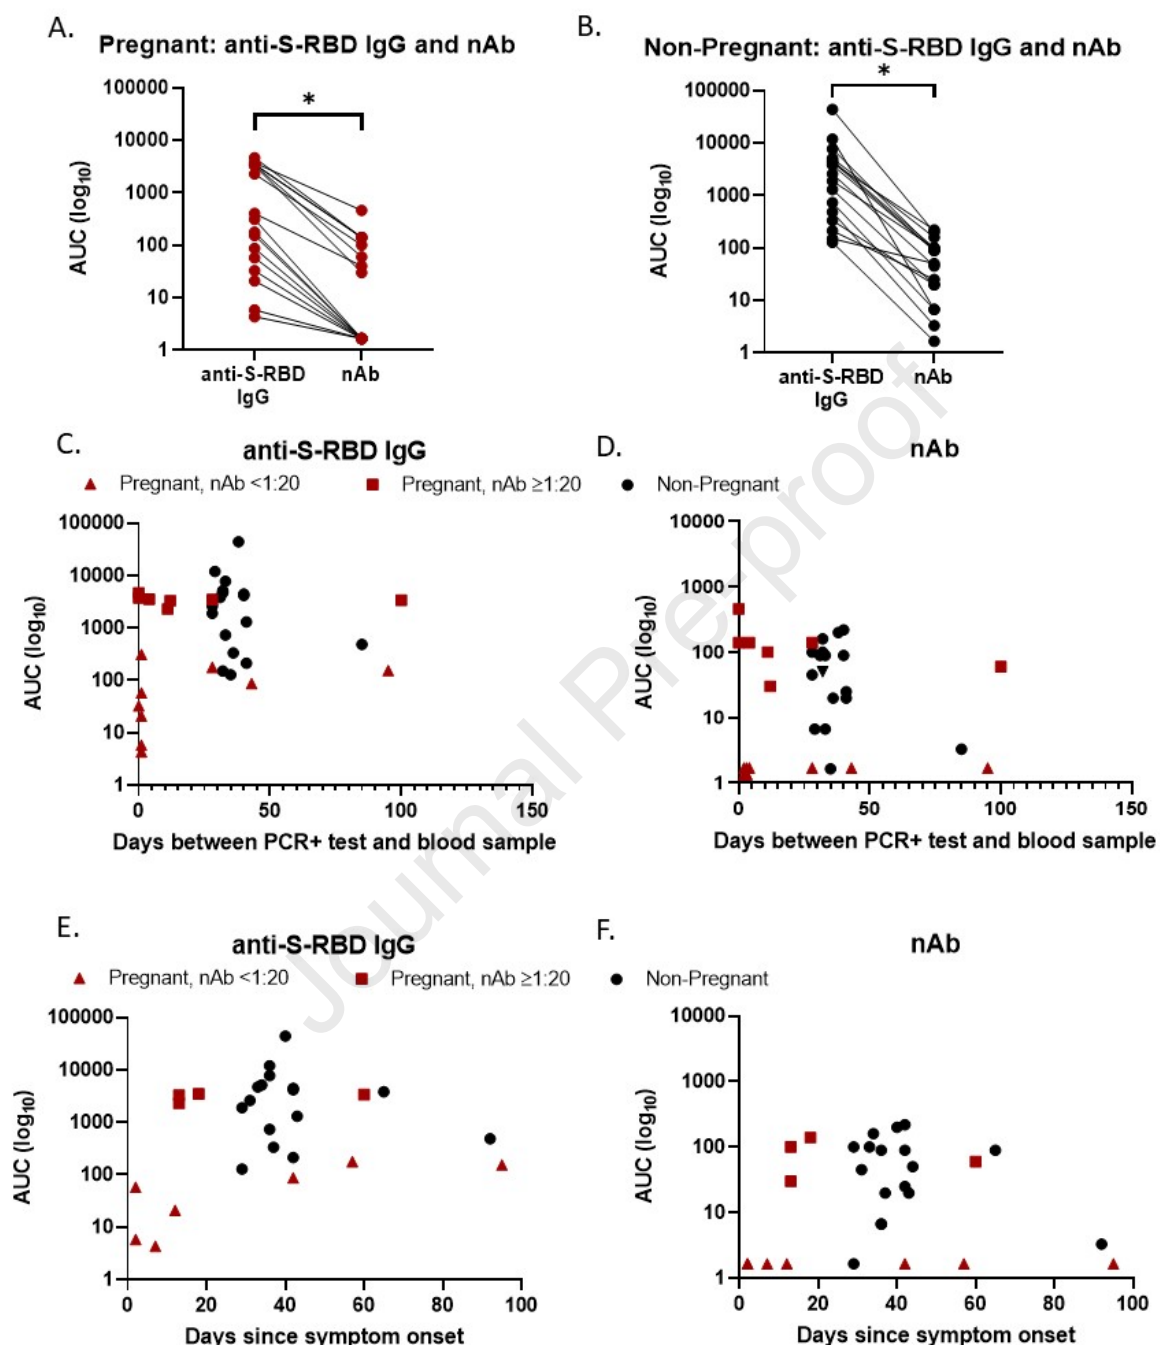 A.
Pregnant: anti-S-RBD IgG and nAb
100000
10000
1000
100
10
1
AUC (log10)
*
anti-S-RBD
IgG
nAb
B.
Non-Pregnant: anti-S-RBD IgG and nAb
100000
10000
1000
100
10
1
AUC (log10)
*
anti-S-RBD
IgG
nAb
C.
anti-S-RBD IgG
Pregnant, nAb <1:20
Pregnant, nAb ≥1:20
Non-Pregnant
100000
10000
1000
100
10
1
AUC (log10)
0 50 100 150
Days between PCR+ test and blood sample
D.
nAb
10000
1000
100
10
1
AUC (log10)
0 50 100 150
Days between PCR+ test and blood sample
E.
anti-S-RBD IgG
Pregnant, nAb <1:20
Pregnant, nAb ≥1:20
Non-Pregnant
100000
10000
1000
100
10
1
AUC (log10)
0 20 40 60 80 100
Days since symptom onset
F.
nAb
10000
1000
100
10
1
AUC (log10)
0 20 40 60 80 100
Days since symptom onset
Journal Pre-proof